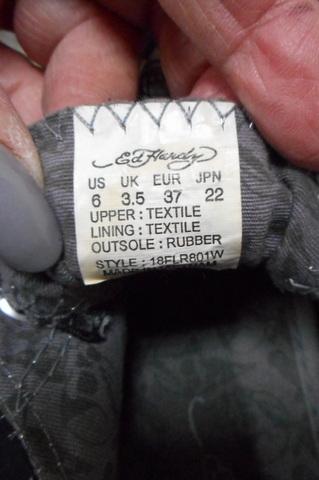 Ed Hardy
US UK EUR JPN
6 3.5 37 22
UPPER : TEXTILE
LINING : TEXTILE
OUTSOLE : RUBBER
STYLE : 18FLR801W
MADE